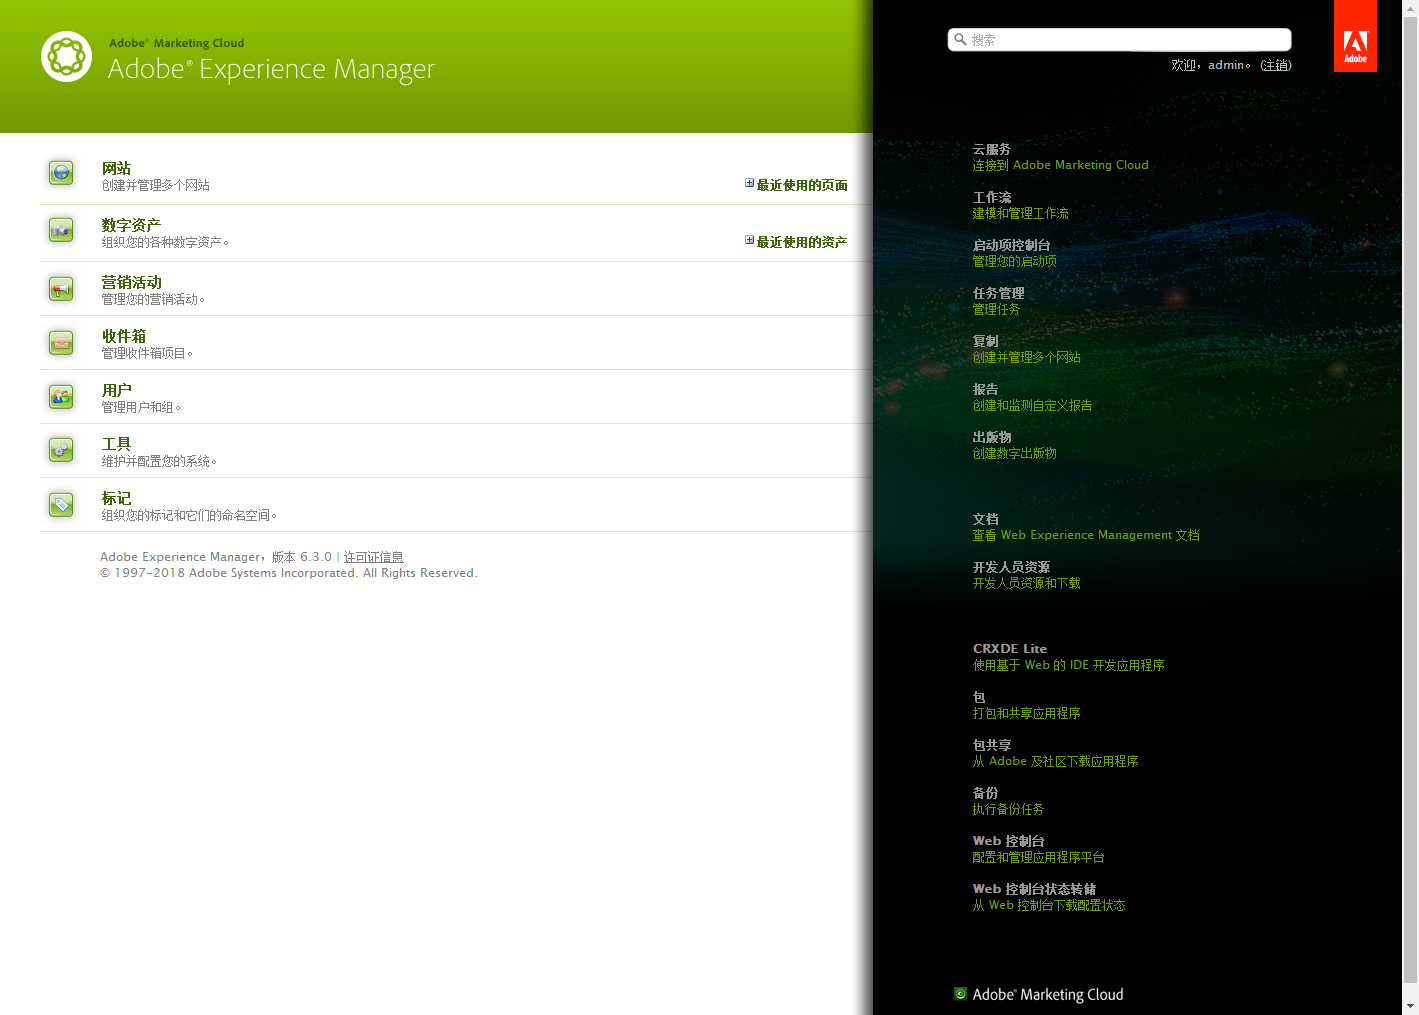 Adobe® Marketing Cloud
Adobe® Experience Manager
网站
创建并管理多个网站
最近使用的页面
数字资产
组织您的各种数字资产。
最近使用的资产
营销活动
管理您的营销活动。
收件箱
管理收件箱项目。
用户
管理用户和组。
工具
维护并配置您的系统。
标记
组织您的标记和它们的命名空间。
Adobe Experience Manager，版本 6.3.0 | 许可证信息
© 1997-2018 Adobe Systems Incorporated. All Rights Reserved.
搜索
欢迎，admin。 (注销)
Adobe
云服务
连接到 Adobe Marketing Cloud
工作流
建模和管理工作流
启动项控制台
管理您的启动项
任务管理
管理任务
复制
创建并管理多个网站
报告
创建和监测自定义报告
出版物
创建数字出版物
文档
查看 Web Experience Management 文档
开发人员资源
开发人员资源和下载
CRXDE Lite
使用基于 Web 的 IDE 开发应用程序
包
打包和共享应用程序
包共享
从 Adobe 及社区下载应用程序
备份
执行备份任务
Web 控制台
配置和管理应用程序平台
Web 控制台状态转储
从 Web 控制台下载配置状态
Adobe® Marketing Cloud